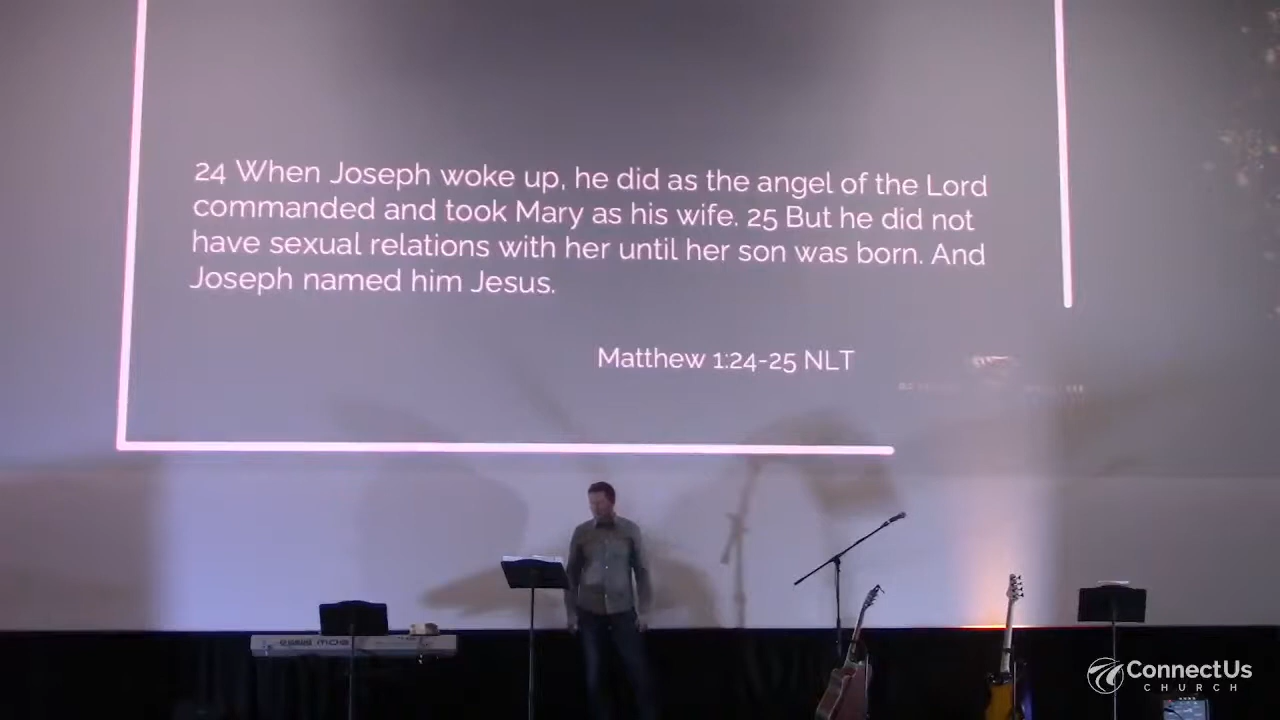 24 When Joseph woke up, he did as the angel of the Lord
commanded and took Mary as his wife. 25 But he did not
have sexual relations with her until her son was born. And
Joseph named him Jesus.
Matthew 1:24-25 NLT
ConnectUs
CHURCH